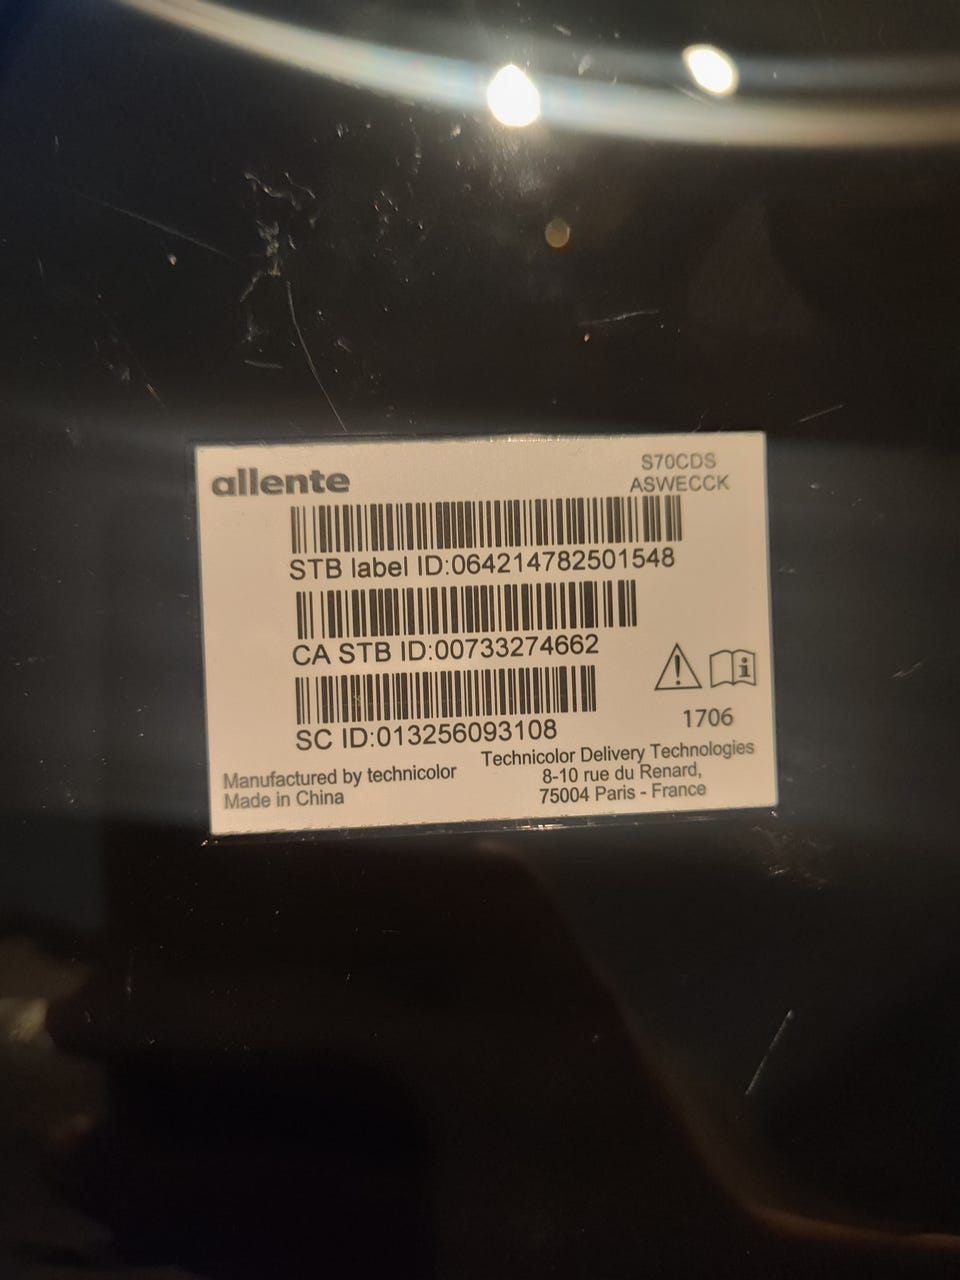 allente
S70CDS
ASWECCK
STB label ID:064214782501548
CA STB ID:00733274662
SC ID:013256093108
1706
Manufactured by technicolor
Made in China
Technicolor Delivery Technologies
8-10 rue du Renard,
75004 Paris - France